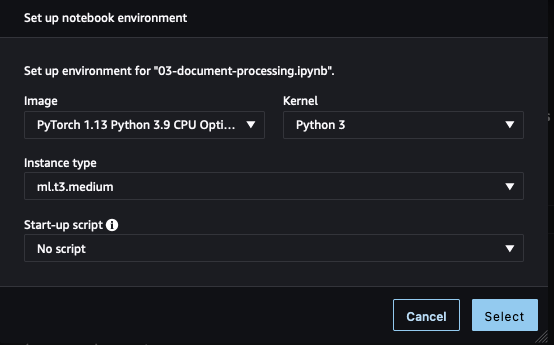 Set up notebook environment
Set up environment for "03-document-processing.ipynb".
Image
Kernel
PyTorch 1.13 Python 3.9 CPU Opti...
Python 3
Instance type
ml.t3.medium
Start-up script
No script
Cancel
Select